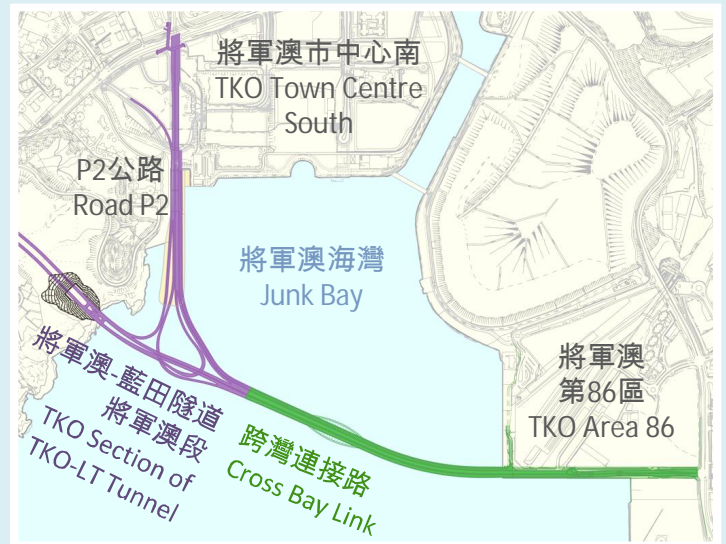 將軍澳市中心南
TKO Town Centre
South
P2公路
Road P2
將軍澳海灣
Junk Bay
將軍澳-藍田隧道
將軍澳段
TKO Section of
TKO-LT Tunnel
跨灣連接路
Cross Bay Link
將軍澳
第86區
TKO Area 86